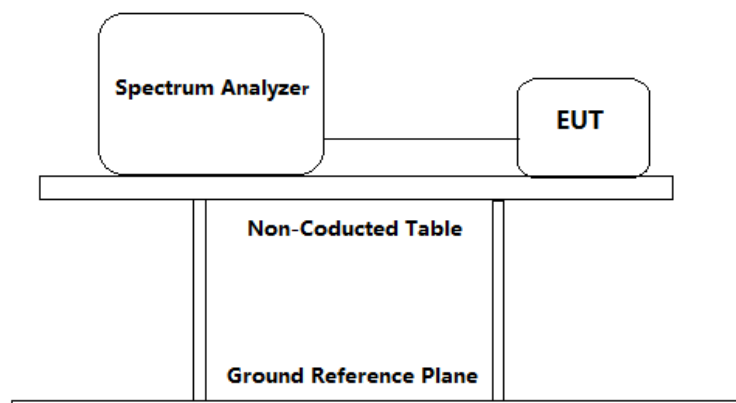 Spectrum Analyzer
EUT
Non-Coducted Table
Ground Reference Plane